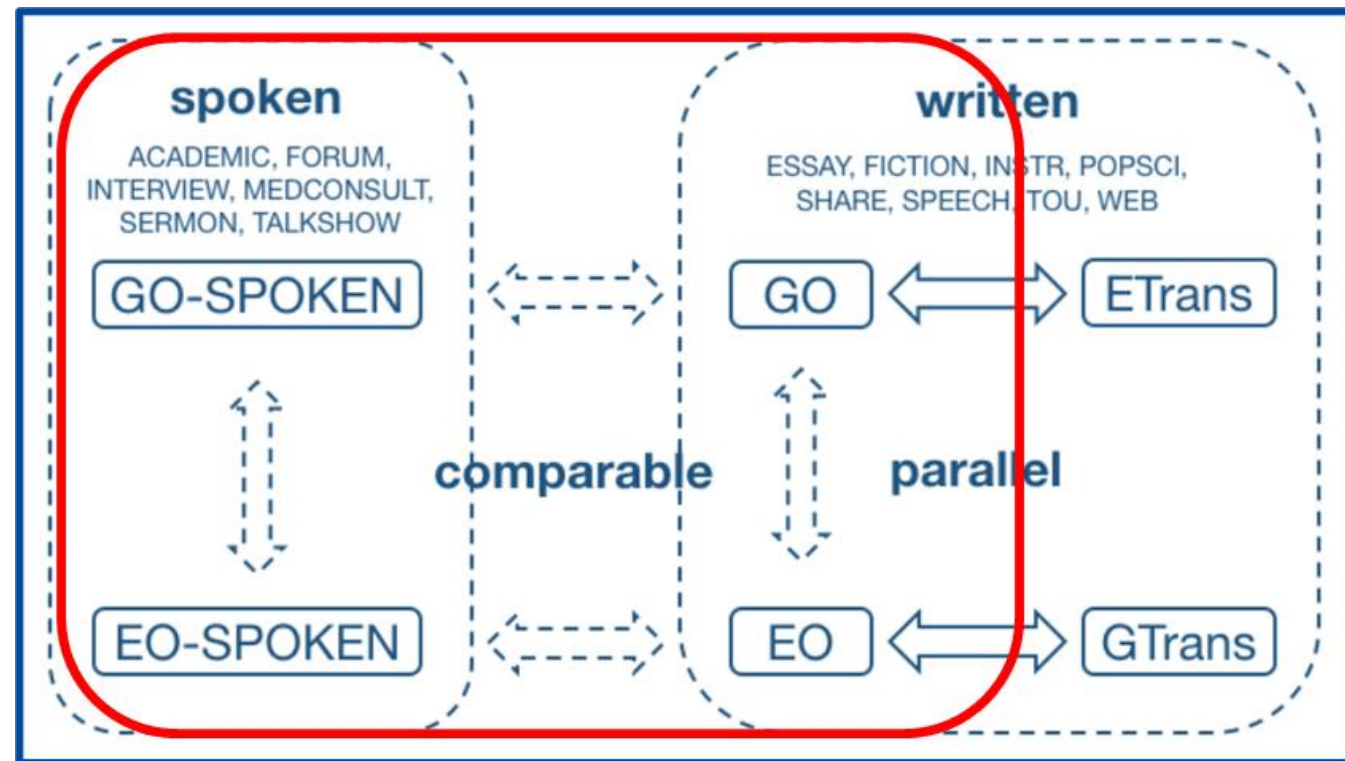 spoken
ACADEMIC, FORUM,
INTERVIEW, MEDCONSULT,
SERMON, TALKSHOW
written
ESSAY, FICTION, INSTR, POPSCI,
SHARE, SPEECH, TOU, WEB
GO-SPOKEN
GO
ETrans
comparable
parallel
EO-SPOKEN
EO
GTrans